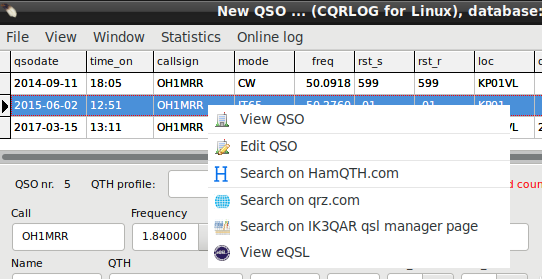 New QSO ... (CQRLOG for Linux), database:
File View Window Statistics Online log
qsodate time_on callsign mode freq rst_s rst_r loc
2014-09-11 18:05 OH1MRR CW 50.0918 599 599 KP01VL
2015-06-02 12:51 OH1MRR JT65 50.2760 -01 -01 KP01
2017-03-15 13:11 OH1MRR VL 2
View QSO
Edit QSO
Search on HamQTH.com
Search on qrz.com
Search on IK3QAR qsl manager page
View eQSL
QSO nr. 5 QTH profile: d coun
Call Frequency
OH1MRR 1.84000
Name QTH